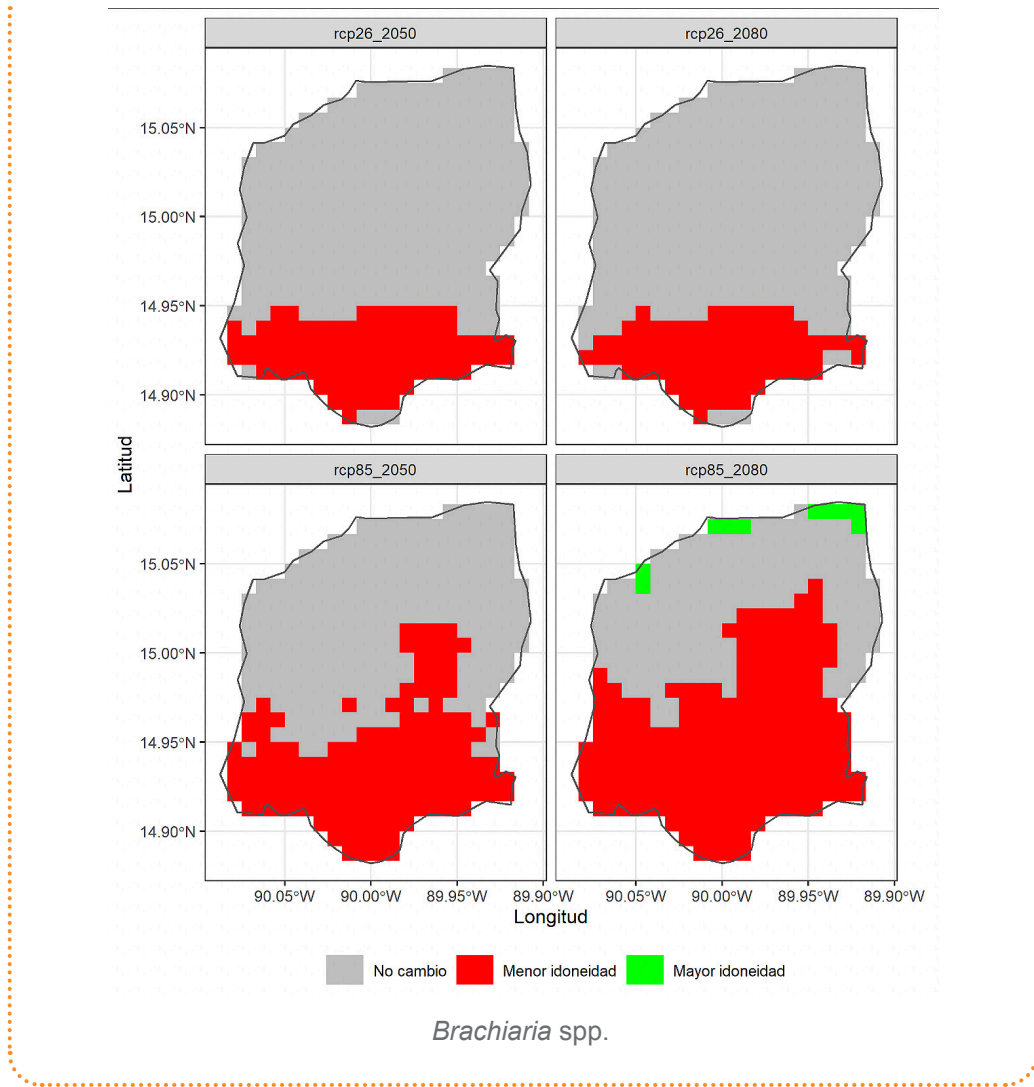 rcp26_2050
rcp26_2080
15.05°N
15.00°N
14.95°N
14.90°N
rcp85_2050
rcp85_2080
15.05°N
15.00°N
14.95°N
14.90°N
Latitud
90.05°W 90.00°W 89.95°W 89.90°W 90.05°W 90.00°W 89.95°W 89.90°W
Longitud
No cambio Menor idoneidad Mayor idoneidad
Brachiaria spp.